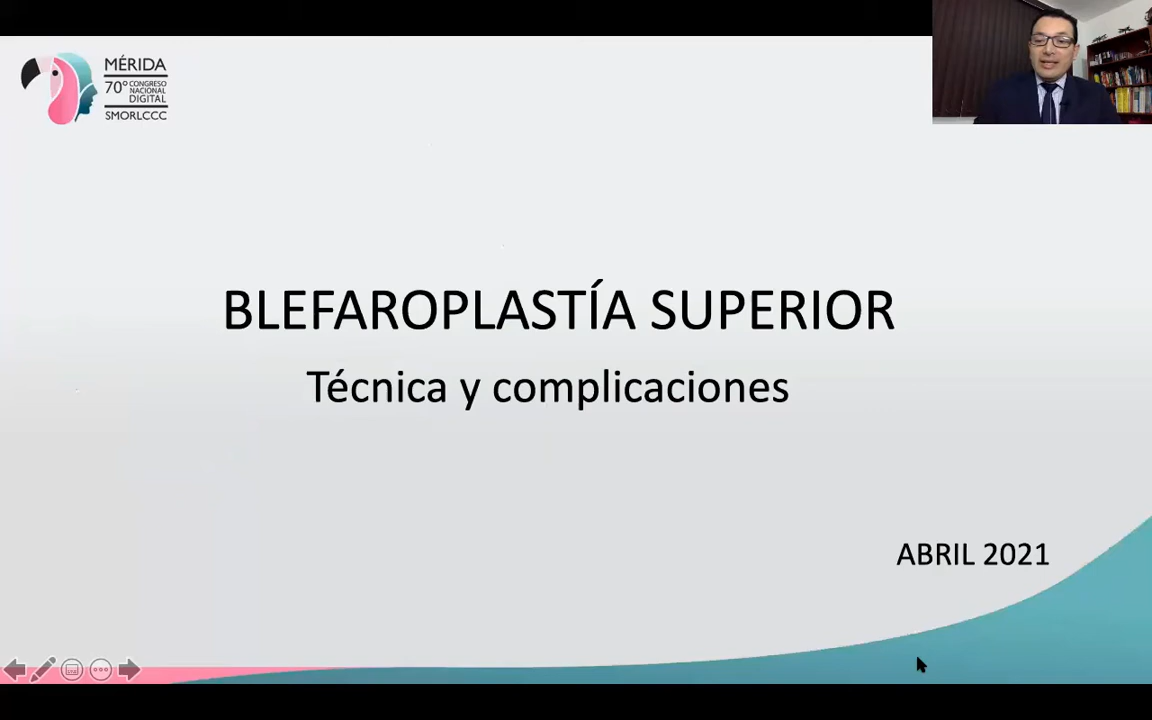 MÉRIDA
70° CONGRESO
NACIONAL
DIGITAL
SMORLCCC
BLEFAROPLASTÍA SUPERIOR
Técnica y complicaciones
ABRIL 2021